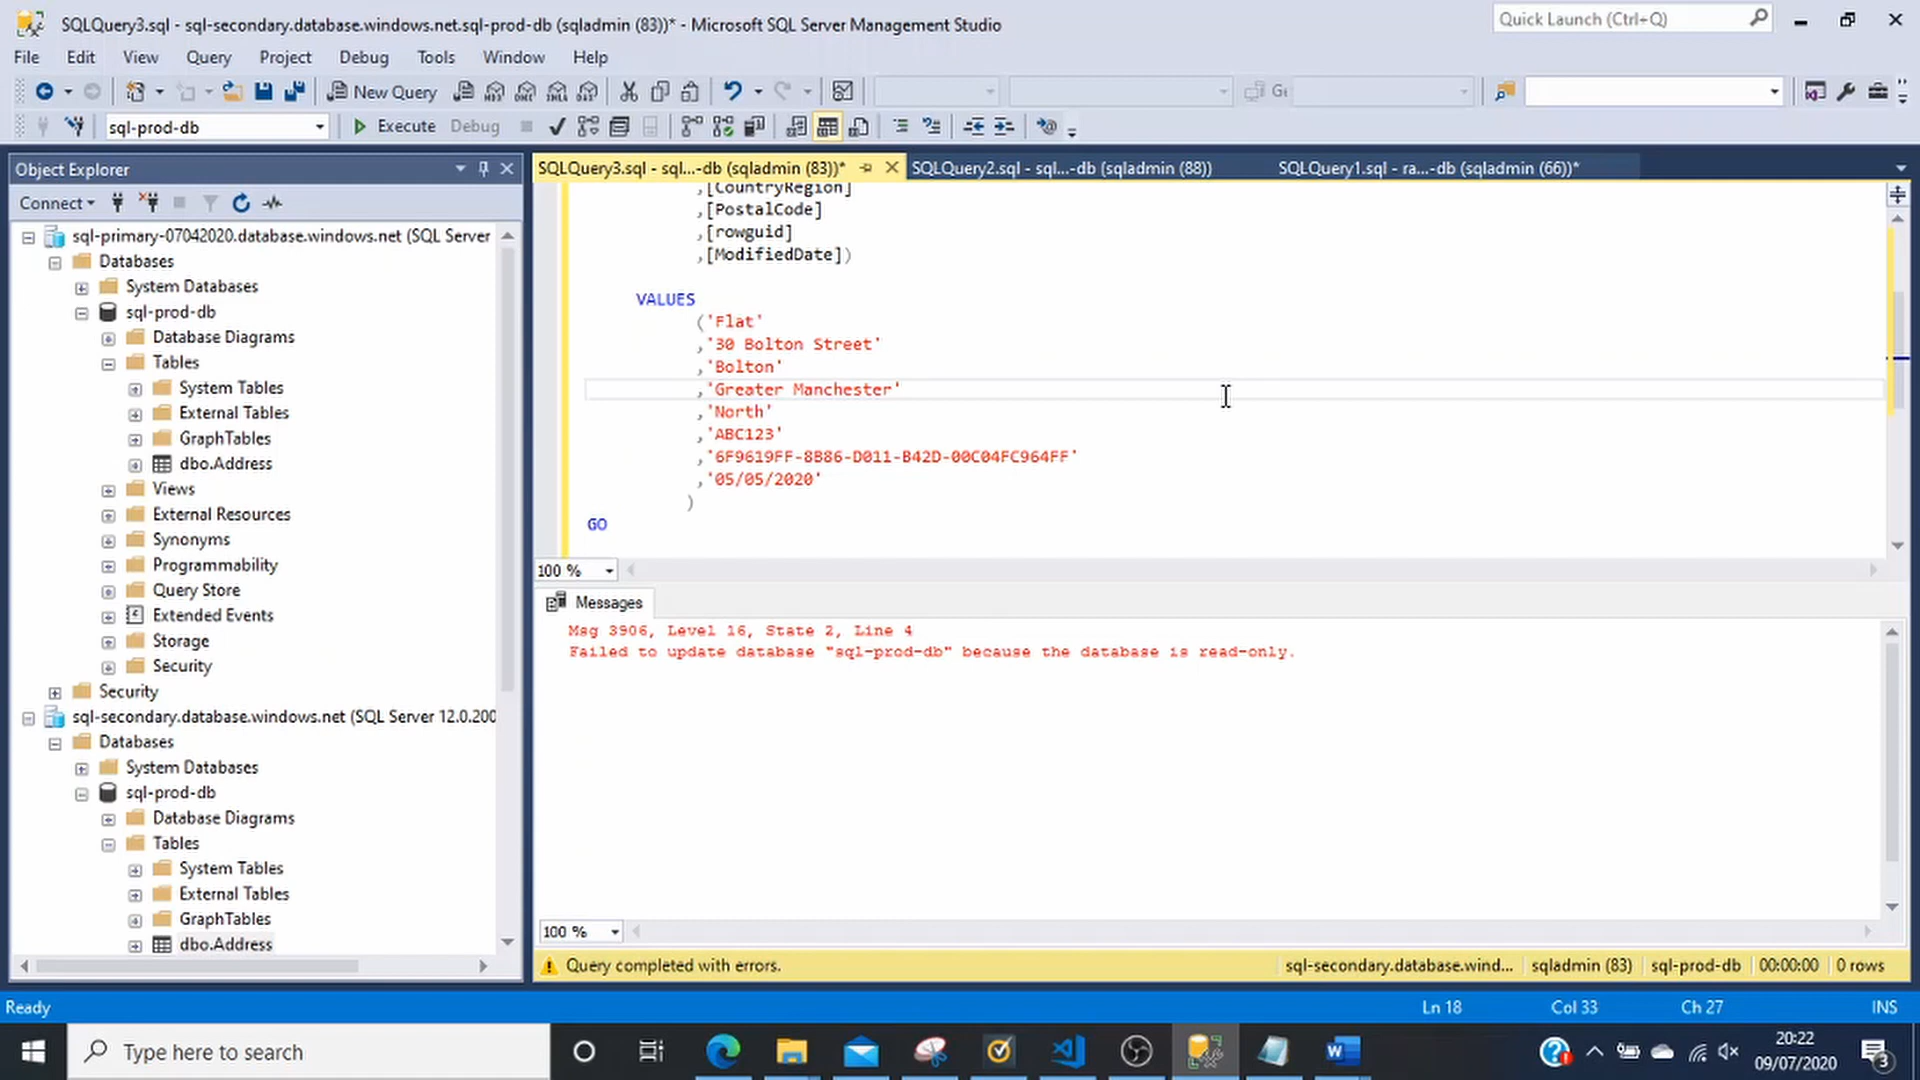 SQLQuery3.sql - sql-secondary.database.windows.net.sql-prod-db (sqladmin (83))* - Microsoft SQL Server Management Studio
Quick Launch (Ctrl+Q)
File Edit View Query Project Debug Tools Window Help
New Query
sql-prod-db Execute Debug
Object Explorer
Connect
sql-primary-07042020.database.windows.net (SQL Server
Databases
System Databases
sql-prod-db
Database Diagrams
Tables
System Tables
External Tables
GraphTables
dbo.Address
Views
External Resources
Synonyms
Programmability
Query Store
Extended Events
Storage
Security
Security
sql-secondary.database.windows.net (SQL Server 12.0.200
Databases
System Databases
sql-prod-db
Database Diagrams
Tables
System Tables
External Tables
GraphTables
dbo.Address
SQLQuery3.sql - sql...-db (sqladmin (83))* SQLQuery2.sql - sql...-db (sqladmin (88)) SQLQuery1.sql - ra...-db (sqladmin (66))*
,[CountryRegion]
,[PostalCode]
,[rowguid]
,[ModifiedDate])
VALUES
('Flat'
,'30 Bolton Street'
,'Bolton'
,'Greater Manchester'
,'North'
,'ABC123'
,'6F9619FF-8B86-D011-B42D-00C04FC964FF'
,'05/05/2020'
)
GO
100 %
Messages
Msg 3906, Level 16, State 2, Line 4
Failed to update database "sql-prod-db" because the database is read-only.
100 %
Query completed with errors. sql-secondary.database.wind... sqladmin (83) sql-prod-db 00:00:00 0 rows
Ready Ln 18 Col 33 Ch 27 INS
Type here to search
20:22
09/07/2020
3